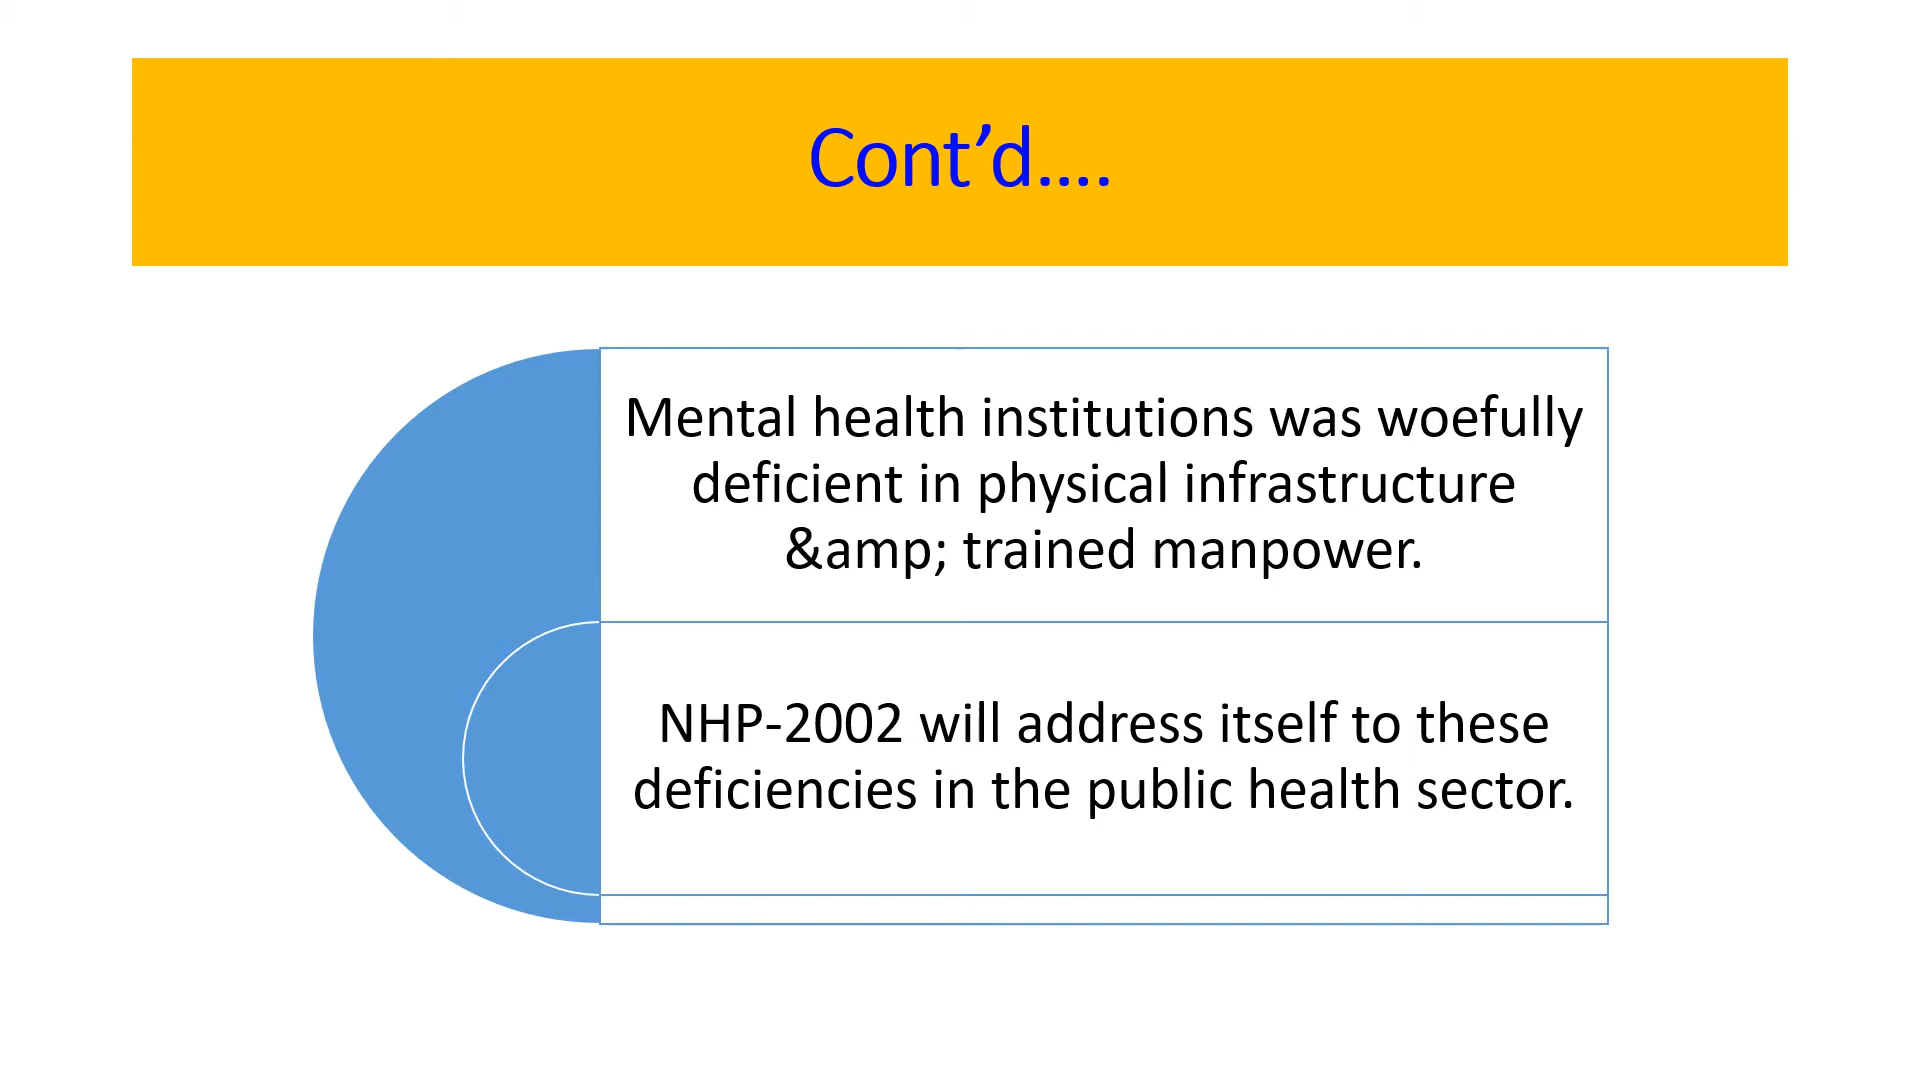 Cont’d....
Mental health institutions was woefully
deficient in physical infrastructure
&amp; trained manpower.
NHP-2002 will address itself to these
deficiencies in the public health sector.